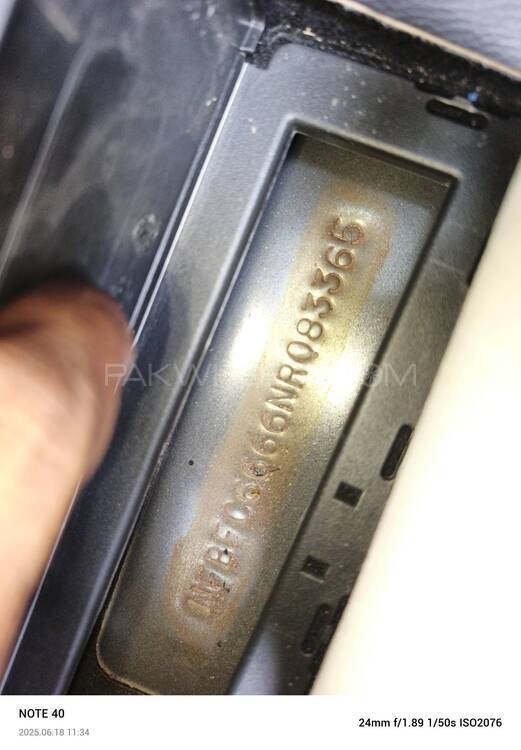 NFBFC6666NR083365
PAKWHEELS.COM
NOTE 40
2025.06.18 11:34
24mm f/1.89 1/50s ISO2076